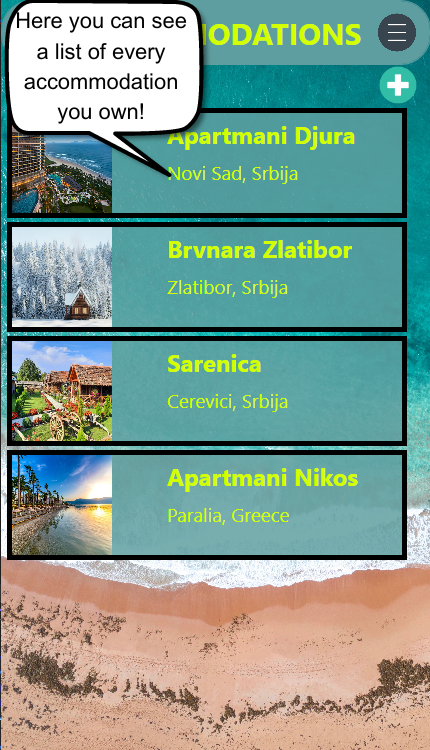 Here you can see
a list of every
accommodation
you own!
MODATIONS
Apartmani Djura
Novi Sad, Srbija
Brvnara Zlatibor
Zlatibor, Srbija
Sarenica
Cerevici, Srbija
Apartmani Nikos
Paralia, Greece